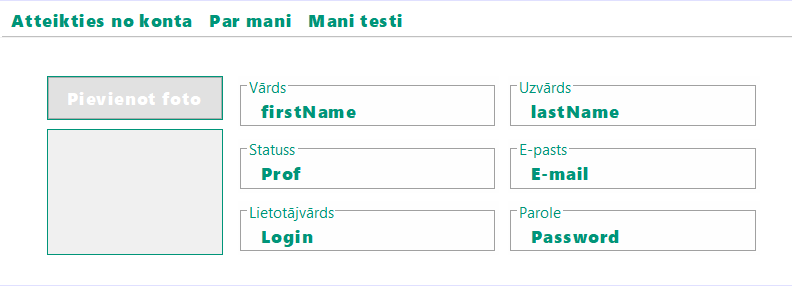 Atteikties no konta Par mani Mani testi
Pievienot foto
Vārds
firstName
Uzvārds
lastName
Statuss
Prof
E-pasts
E-mail
Lietotājvārds
Login
Parole
Password